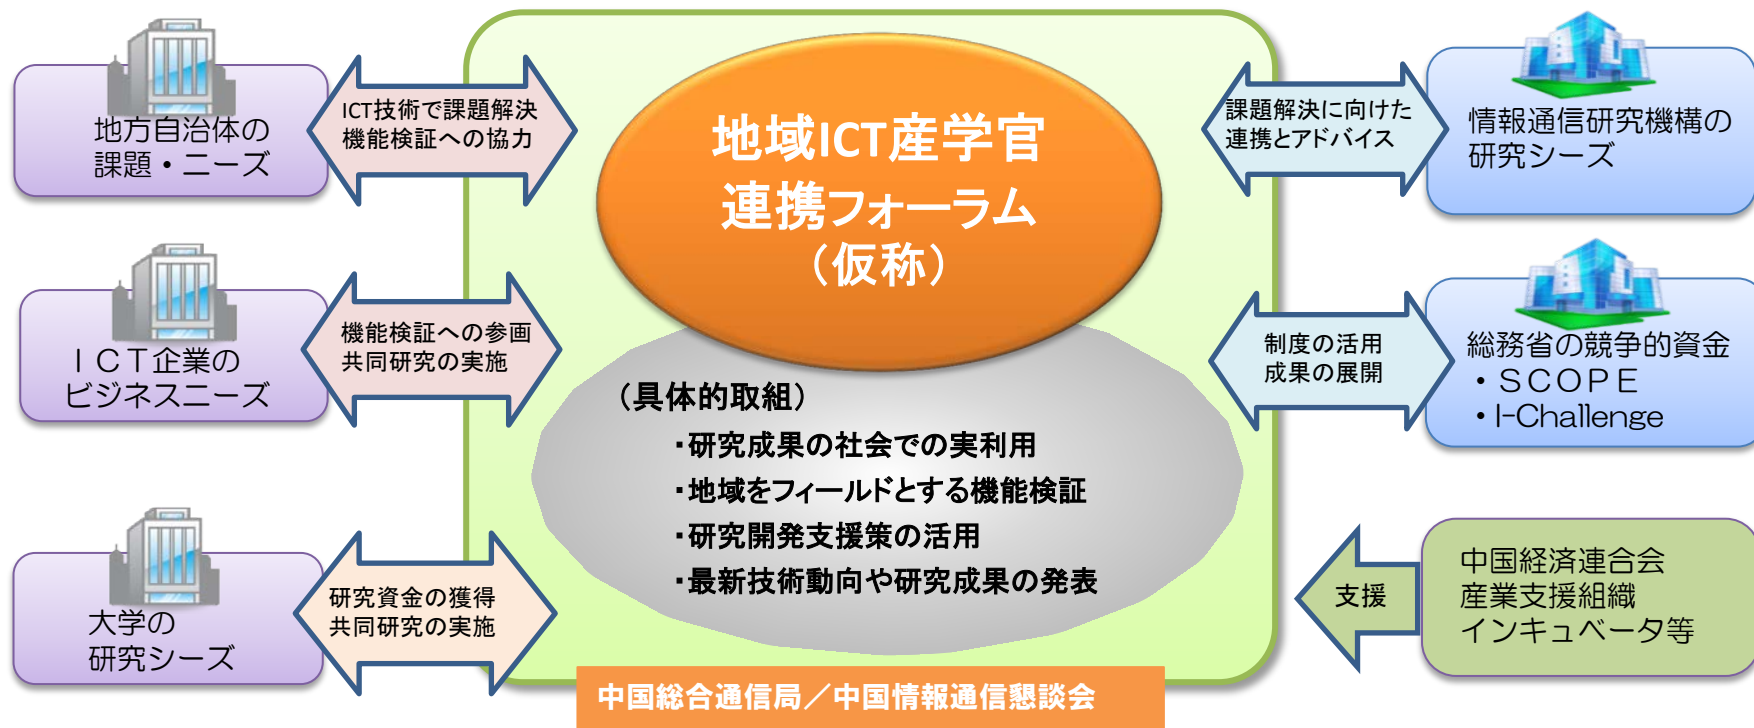 地方自治体の
課題・ニーズ
ICT技術で課題解決
機能検証への協力
ＩＣＴ企業の
ビジネスニーズ
機能検証への参画
共同研究の実施
大学の
研究シーズ
研究資金の獲得
共同研究の実施
地域ICT産学官
連携フォーラム
（仮称）
（具体的取組）
・研究成果の社会での実利用
・地域をフィールドとする機能検証
・研究開発支援策の活用
・最新技術動向や研究成果の発表
中国総合通信局／中国情報通信懇談会
課題解決に向けた
連携とアドバイス
情報通信研究機構の
研究シーズ
制度の活用
成果の展開
総務省の競争的資金
・ＳＣＯＰＥ
・I-Challenge
支援
中国経済連合会
産業支援組織
インキュベータ等